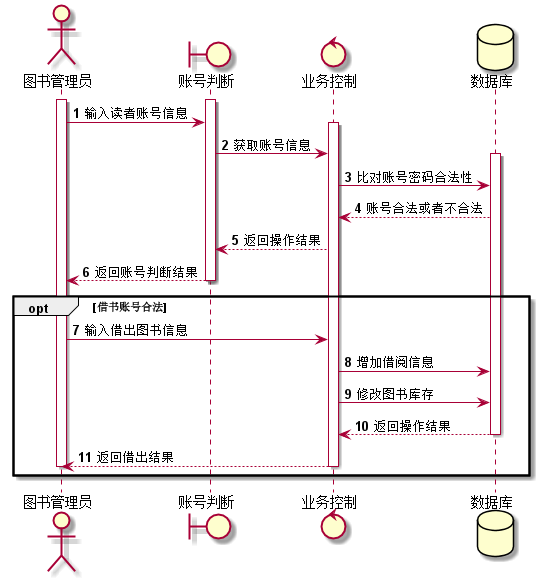 图书管理员 账号判断 业务控制 数据库
1 输入读者账号信息
2 获取账号信息
3 比对账号密码合法性
4 账号合法或者不合法
5 返回操作结果
6 返回账号判断结果
opt [借书账号合法]
7 输入借出图书信息
8 增加借阅信息
9 修改图书库存
10 返回操作结果
11 返回借出结果
图书管理员 账号判断 业务控制 数据库